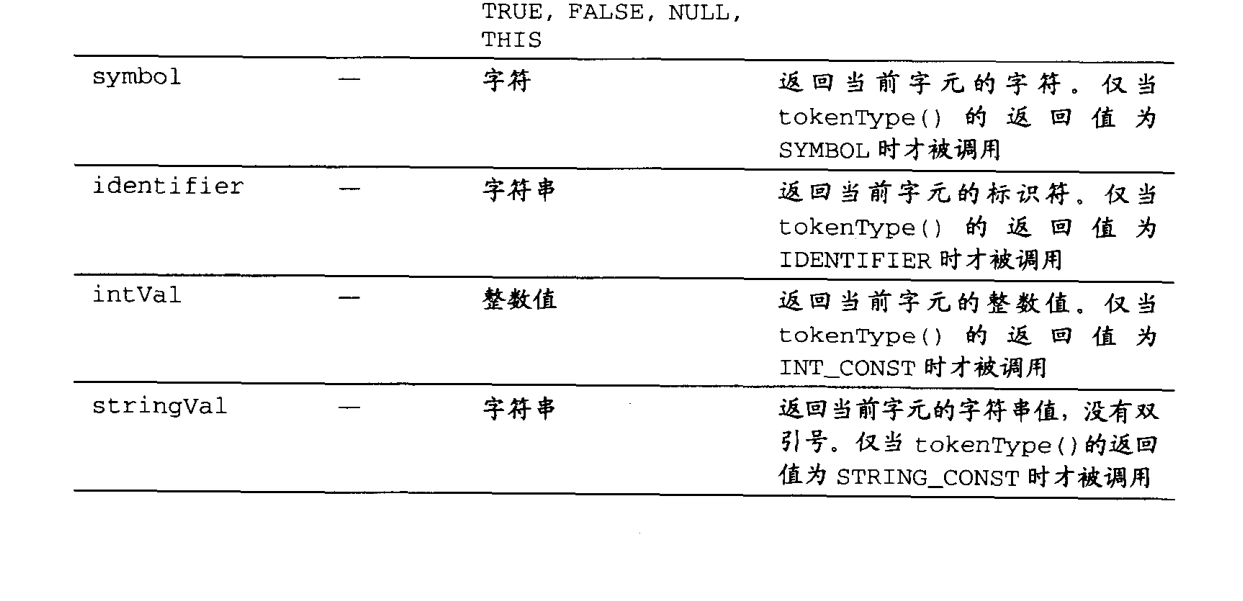 TRUE, FALSE, NULL,
THIS
symbol — 字符 返回当前字元的字符。仅当
tokenType() 的返回值为
SYMBOL 时才被调用
identifier — 字符串 返回当前字元的标识符。仅当
tokenType() 的返回值为
IDENTIFIER 时才被调用
intVal — 整数值 返回当前字元的整数值。仅当
tokenType() 的返回值为
INT_CONST 时才被调用
stringVal — 字符串 返回当前字元的字符串值，没有双
引号。仅当 tokenType()的返回
值为 STRING_CONST 时才被调用